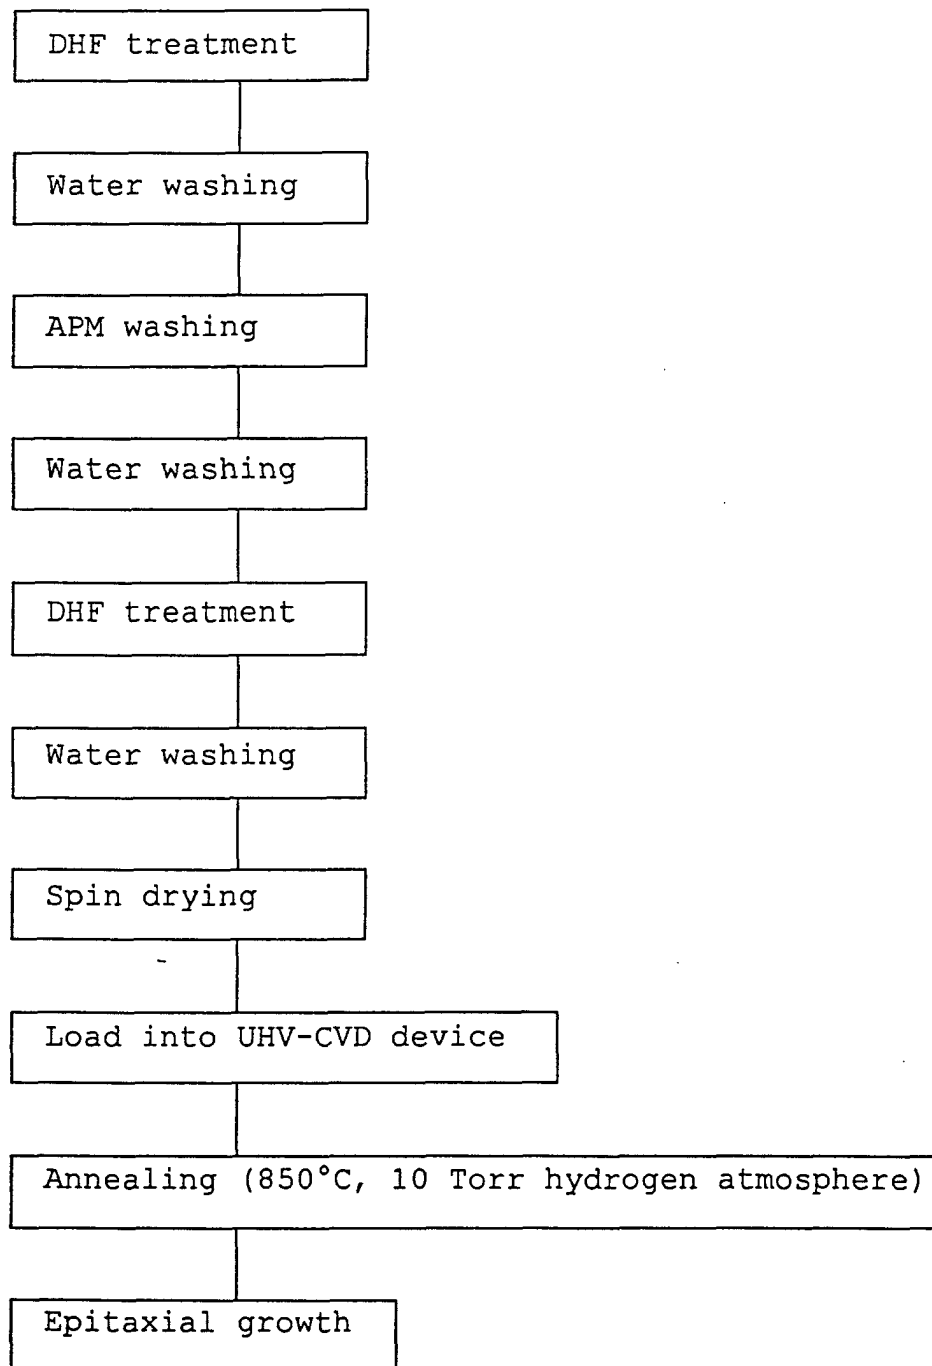 DHF treatment
Water washing
APM washing
Water washing
DHF treatment
Water washing
Spin drying
Load into UHV-CVD device
Annealing (850°C, 10 Torr hydrogen atmosphere)
Epitaxial growth